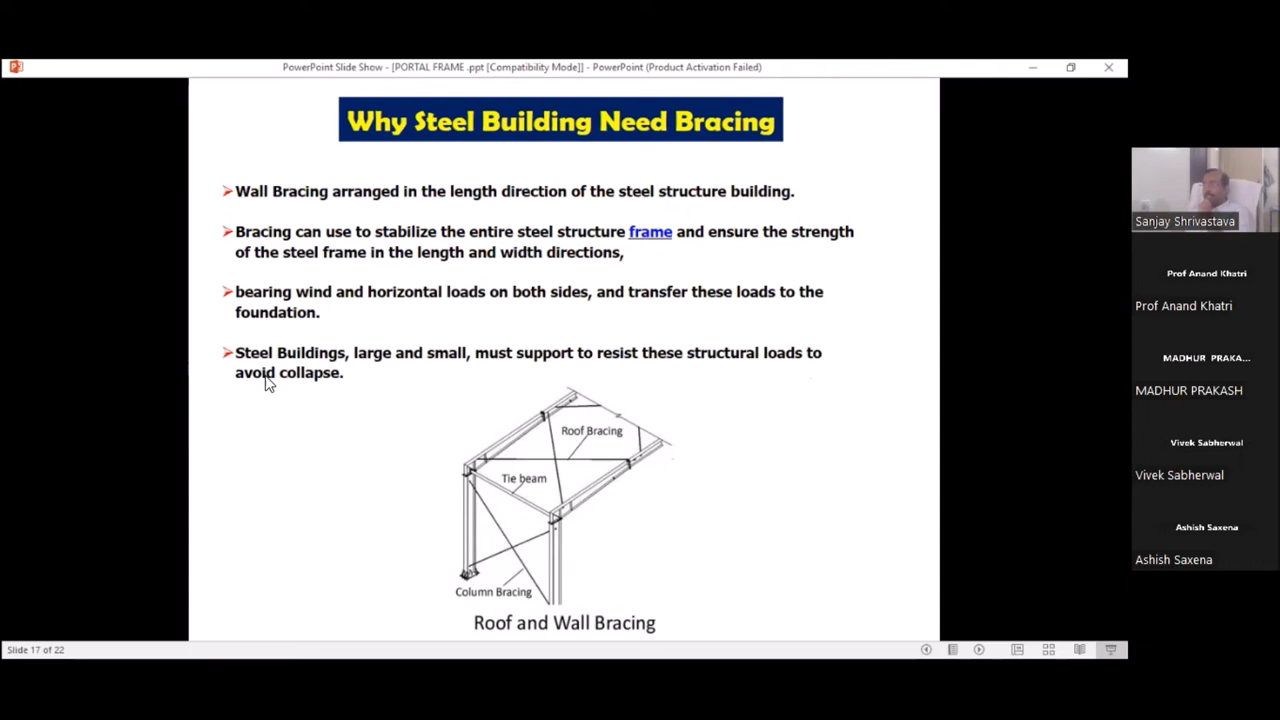 PowerPoint Slide Show - [PORTAL FRAME .ppt [Compatibility Mode]] - PowerPoint (Product Activation Failed)
Why Steel Building Need Bracing
Wall Bracing arranged in the length direction of the steel structure building.
Bracing can use to stabilize the entire steel structure frame and ensure the strength
of the steel frame in the length and width directions,
bearing wind and horizontal loads on both sides, and transfer these loads to the
foundation.
Steel Buildings, large and small, must support to resist these structural loads to
avoid collapse.
Roof Bracing
Tie beam
Column Bracing
Roof and Wall Bracing
Slide 17 of 22
Sanjay Shrivastava
Prof Anand Khatri
Prof Anand Khatri
MADHUR PRAKA...
MADHUR PRAKASH
Vivek Sabherwal
Vivek Sabherwal
Ashish Saxena
Ashish Saxena